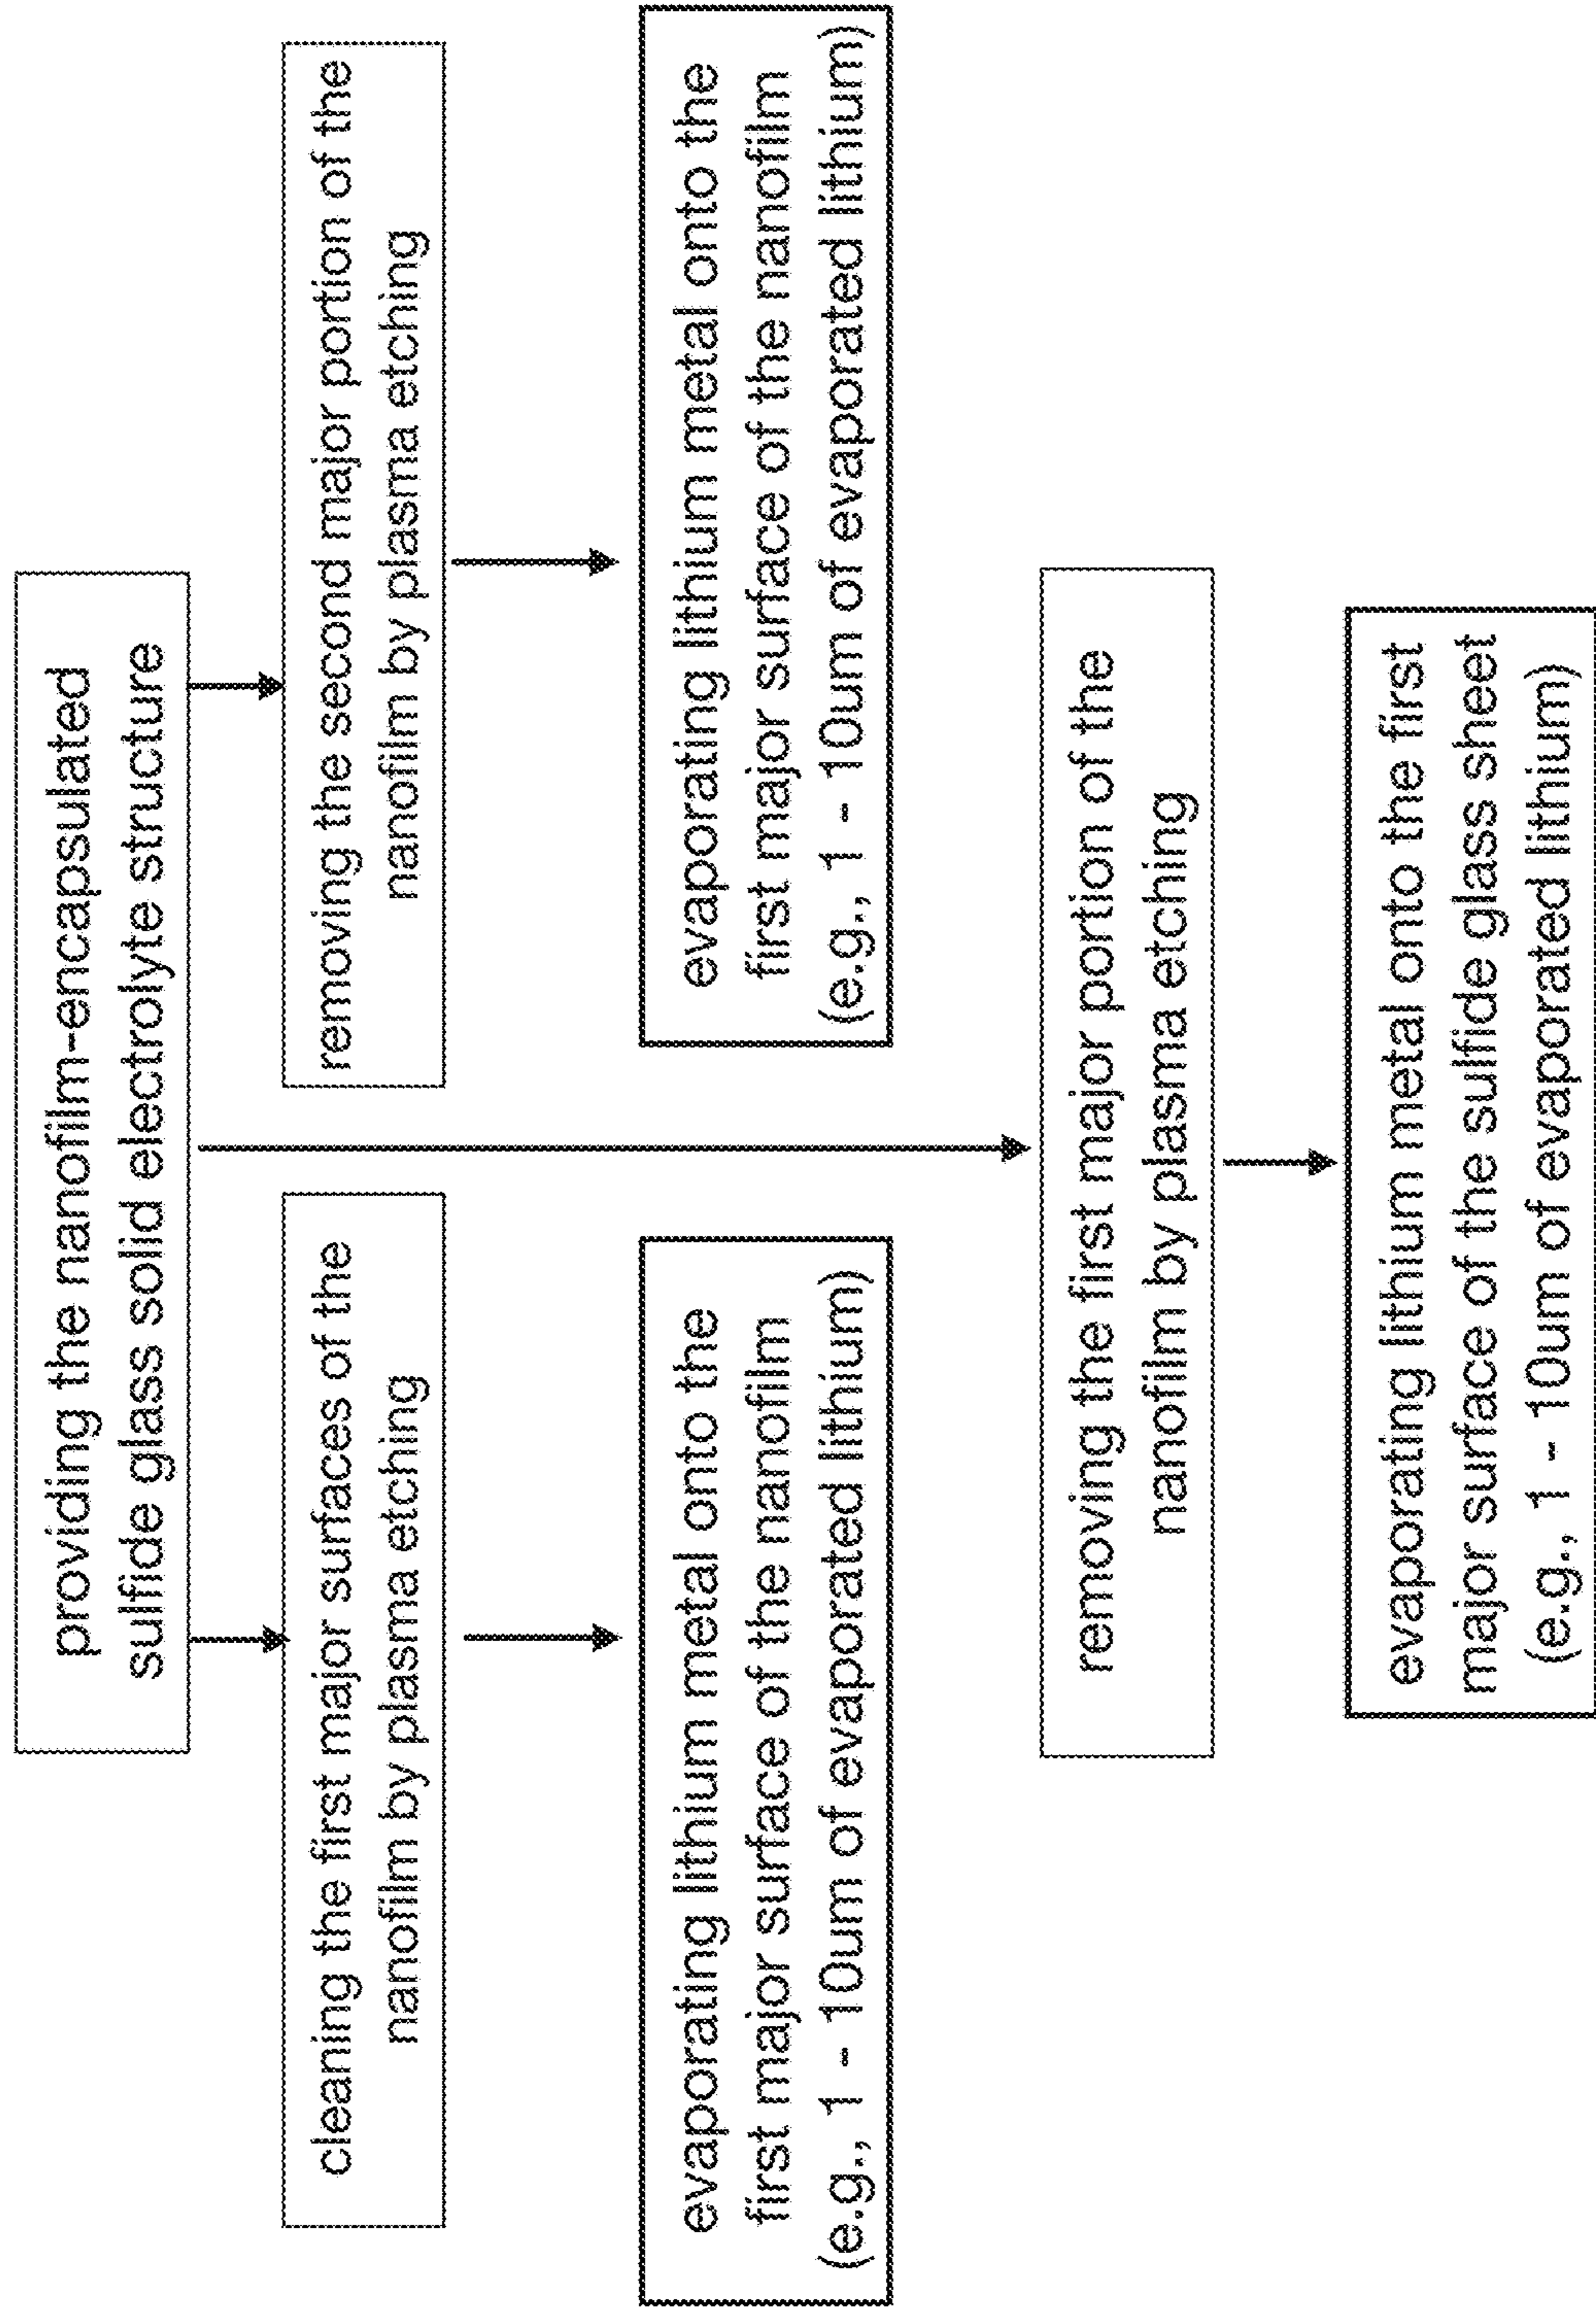 providing the nanofilm-encapsulated
sulfide glass solid electrolyte structure
cleaning the first major surfaces of the
nanofilm by plasma etching
removing the second major portion of the
nanofilm by plasma etching
evaporating lithium metal onto the
first major surface of the nanofilm
(e.g., 1 - 10um of evaporated lithium)
evaporating lithium metal onto the
first major surface of the nanofilm
(e.g., 1 - 10um of evaporated lithium)
removing the first major portion of the
nanofilm by plasma etching
evaporating lithium metal onto the first
major surface of the sulfide glass sheet
(e.g., 1 - 10um of evaporated lithium)